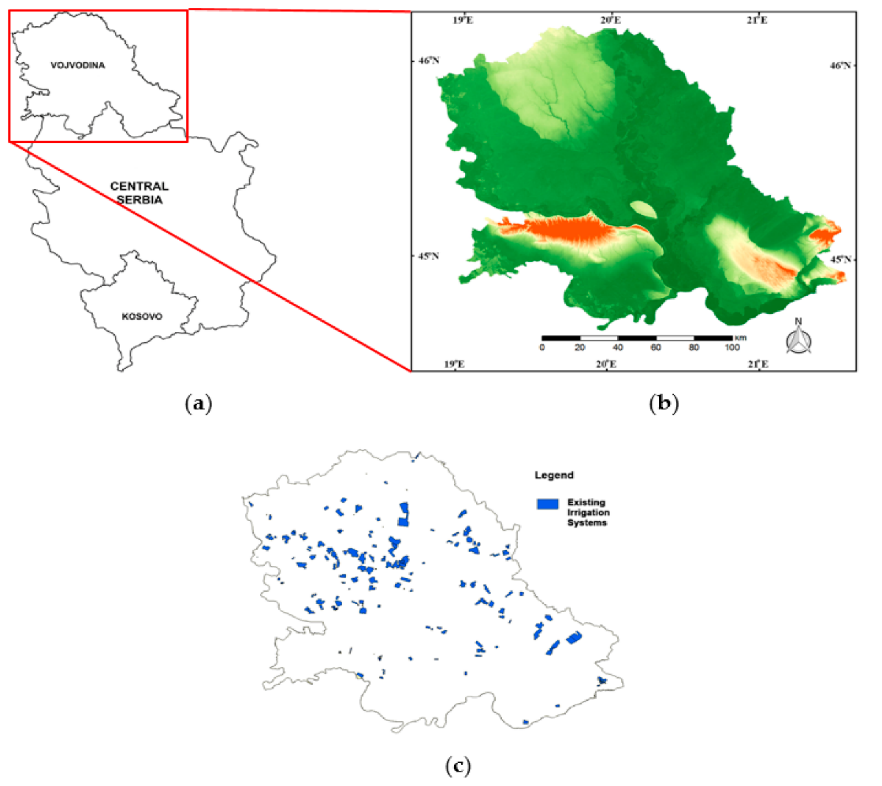 VOJVODINA
CENTRAL
SERBIA
KOSOVO
(a)
19°E 20°E 21°E
46°N 46°N
45°N 45°N
N
km
0 20 40 60 80 100
19°E 20°E 21°E
(b)
Legend
Existing
Irrigation
Systems
(c)